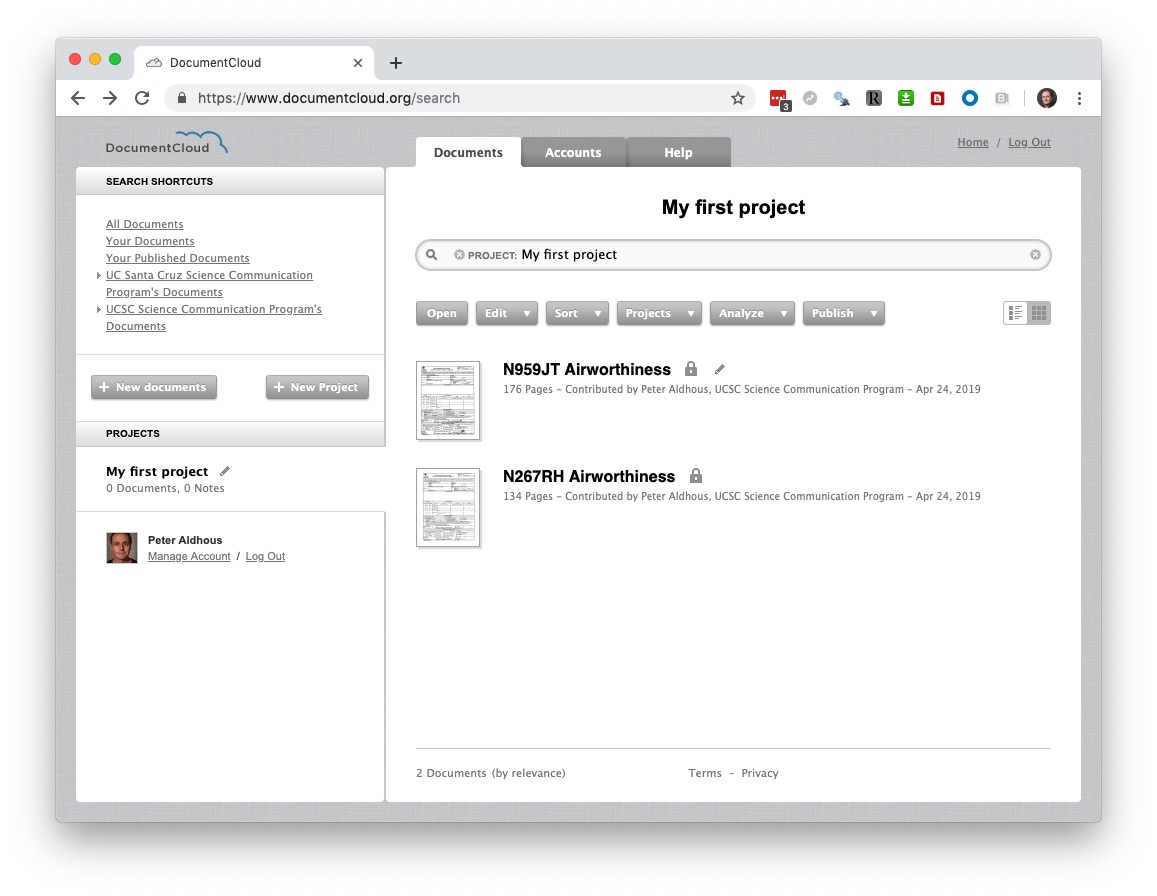 DocumentCloud
https://www.documentcloud.org/search
3
DocumentCloud
Documents
Accounts
Help
Home / Log Out
SEARCH SHORTCUTS
All Documents
Your Documents
Your Published Documents
UC Santa Cruz Science Communication
Program's Documents
UCSC Science Communication Program's
Documents
New documents
New Project
PROJECTS
My first project
0 Documents, 0 Notes
Peter Aldhous
Manage Account / Log Out
My first project
PROJECT: My first project
Open
Edit
Sort
Projects
Analyze
Publish
N959JT Airworthiness
176 Pages – Contributed by Peter Aldhous, UCSC Science Communication Program – Apr 24, 2019
N267RH Airworthiness
134 Pages – Contributed by Peter Aldhous, UCSC Science Communication Program – Apr 24, 2019
2 Documents (by relevance)
Terms – Privacy